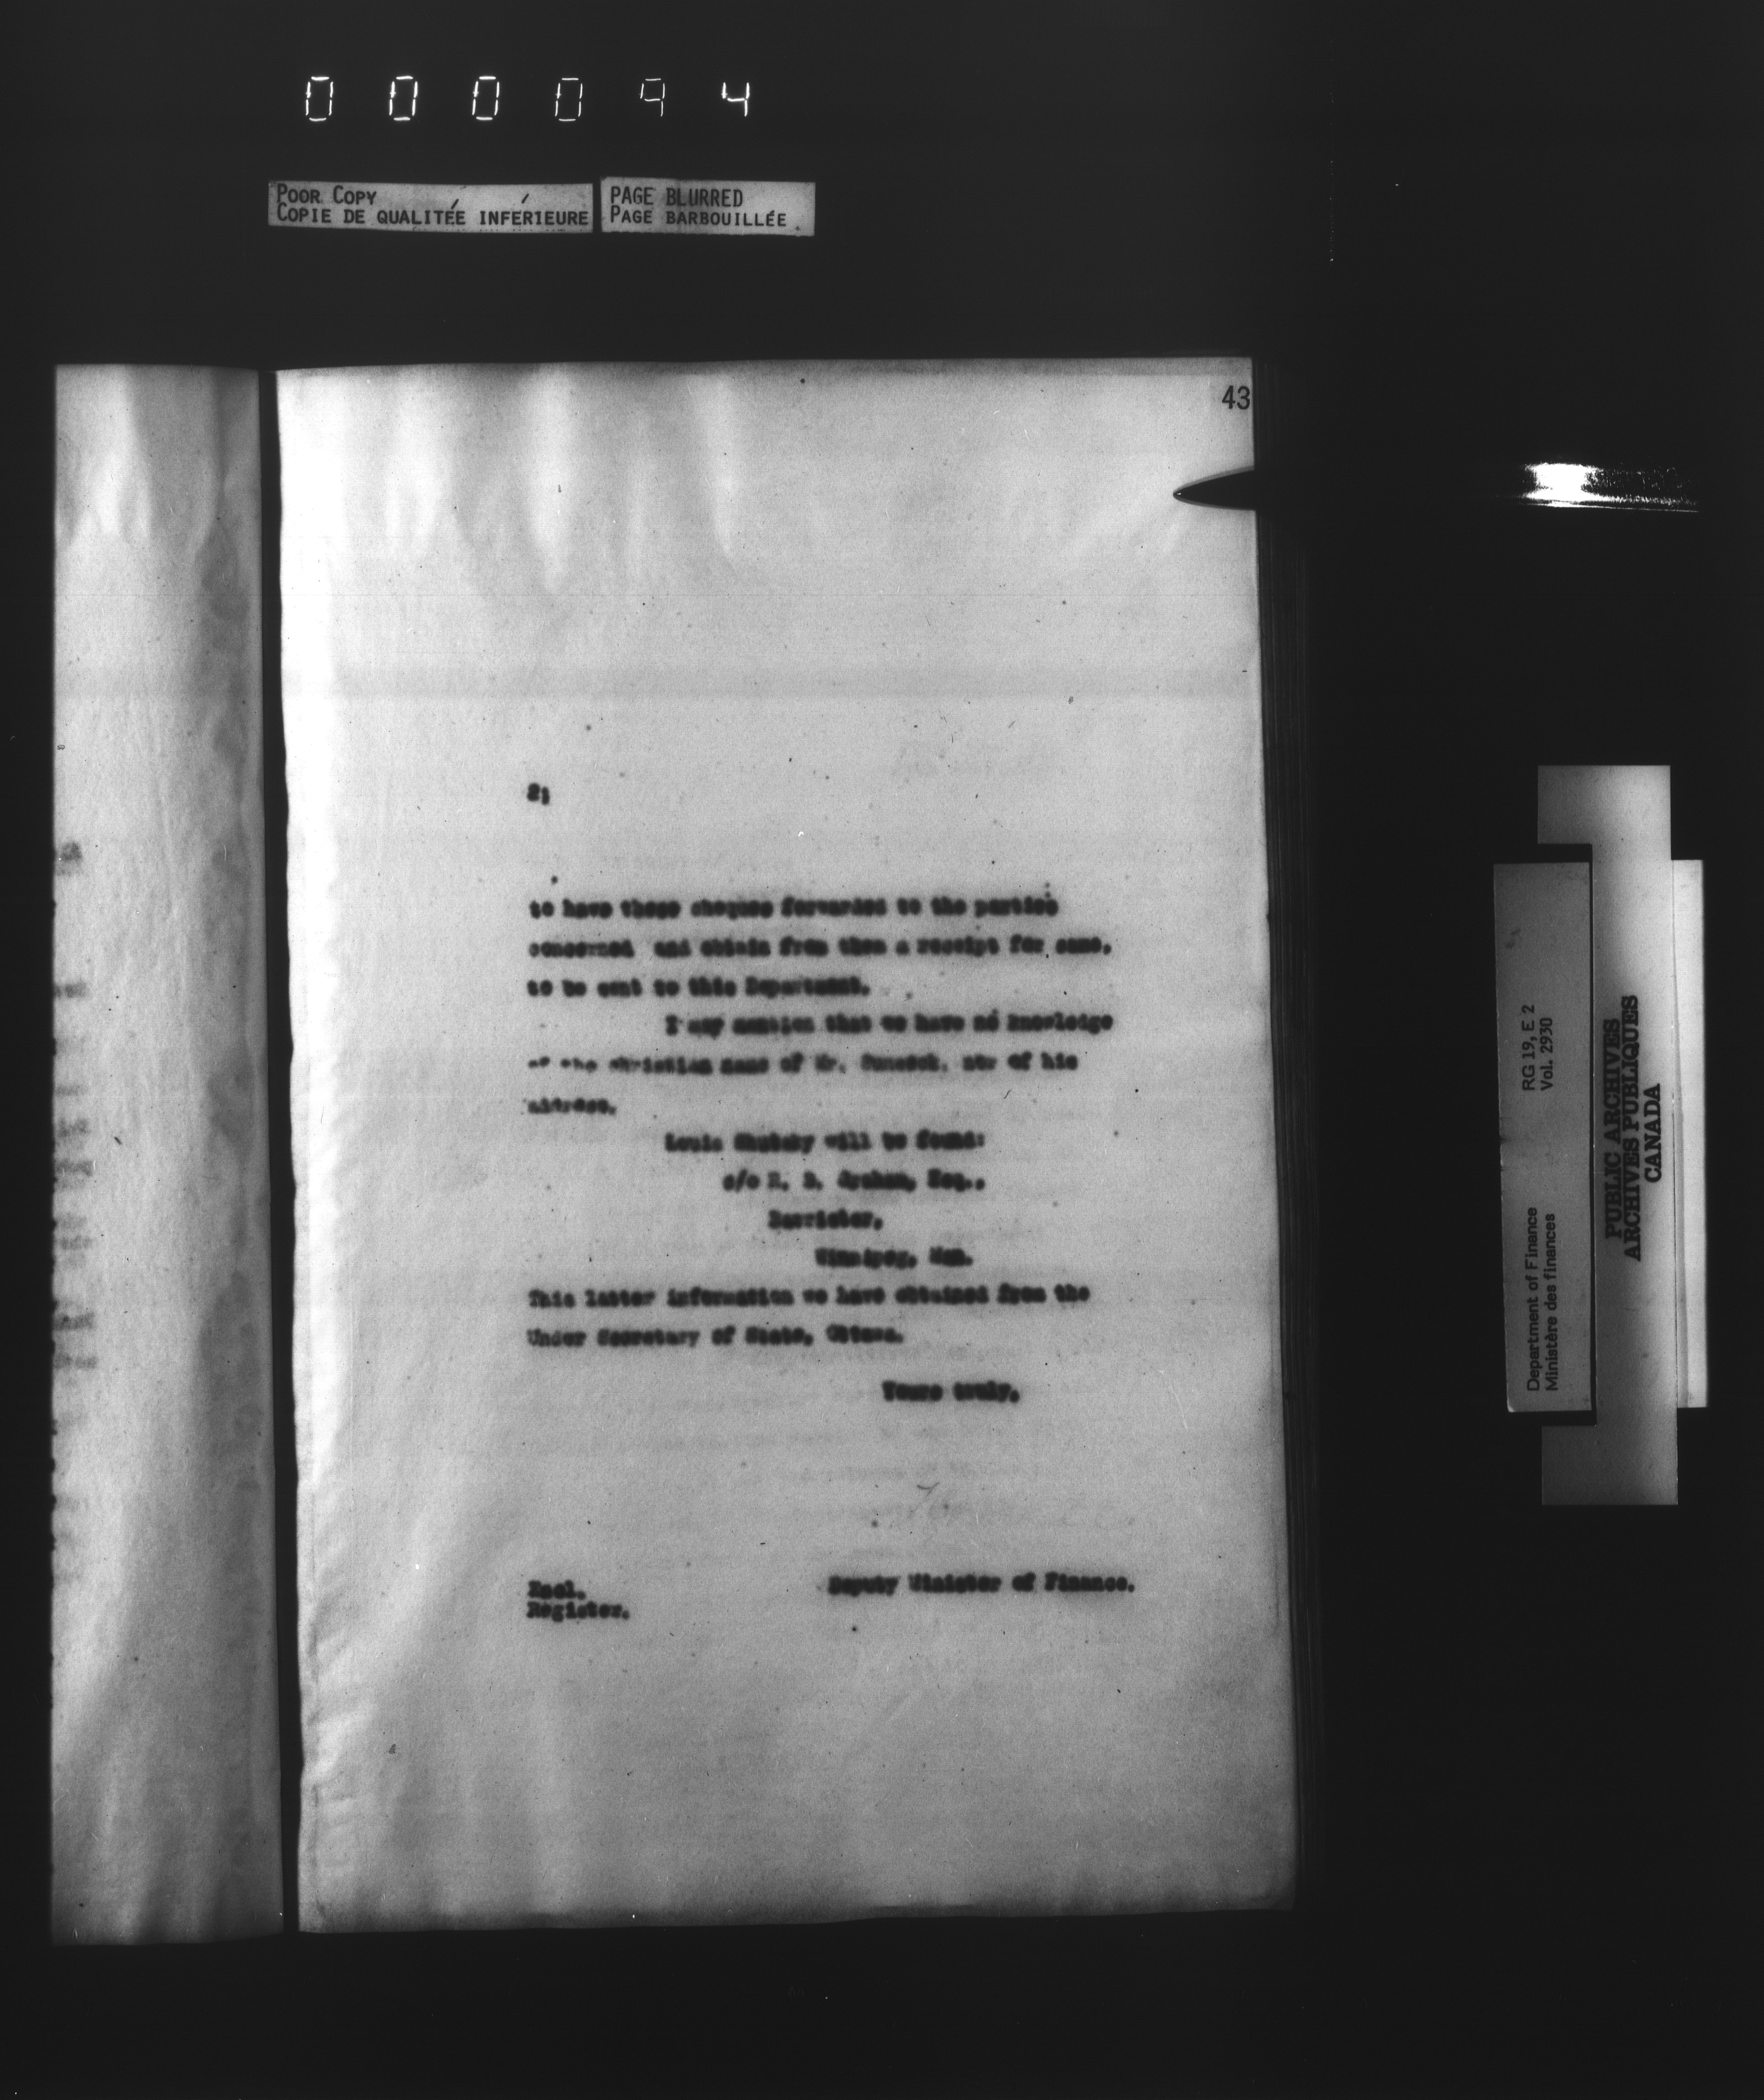 000094
POOR COPY
COPIE DE QUALITÉE INFÉRIEURE
PAGE BLURRED
PAGE BARBOUILLÉE
43
2;
to have these cheques forwarded to the parties
concerned and obtain from them a receipt for same,
to be sent to this Department.
I may mention that we have no knowledge
of the Christian name of Mr. nor of his
address.
Louis will be found:
c/o R. B. Graham, Esq.,
Barrister,
Winnipeg, Man.
This latter information we have obtained from the
Under Secretary of State, Ottawa.
Yours truly,
Deputy Minister of Finance.
Encl.
Register.
Department of Finance RG 19, E 2
Ministère des finances Vol. 2930
PUBLIC ARCHIVES
ARCHIVES PUBLIQUES
CANADA